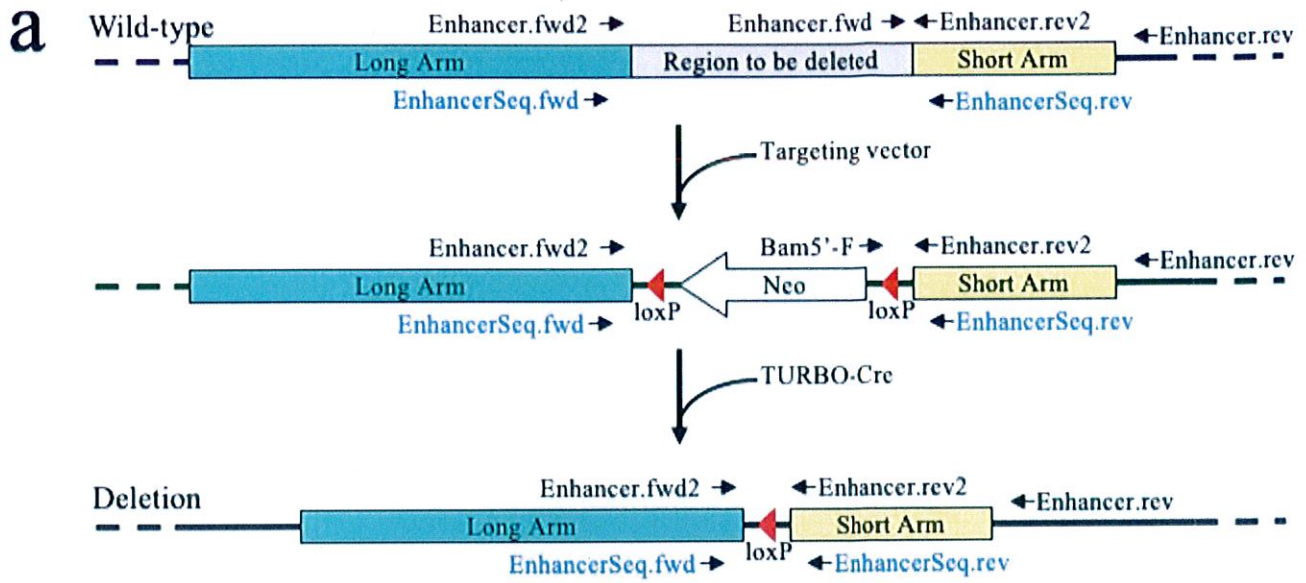 a
Wild-type
Enhancer.fwd2
Enhancer.fwd
Enhancer.rev2
Enhancer.rev
Long Arm
Region to be deleted
Short Arm
EnhancerSeq.fwd
EnhancerSeq.rev
Targeting vector
Enhancer.fwd2
Bam5'-F
Enhancer.rev2
Enhancer.rev
Long Arm
Neo
Short Arm
loxP
loxP
EnhancerSeq.fwd
EnhancerSeq.rev
TURBO-Cre
Deletion
Enhancer.fwd2
Enhancer.rev2
Enhancer.rev
Long Arm
Short Arm
loxP
EnhancerSeq.fwd
EnhancerSeq.rev